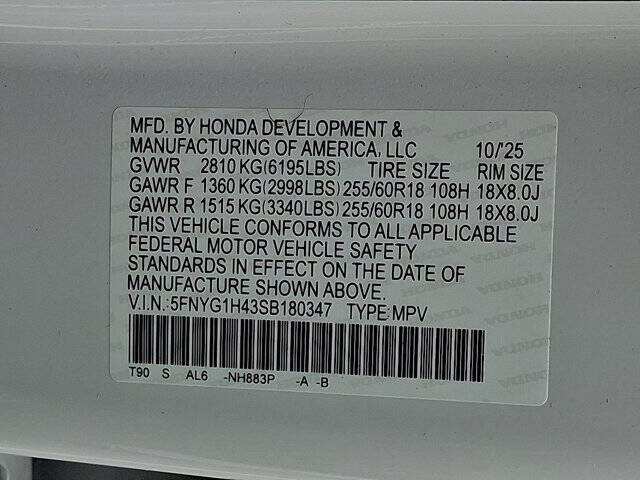 MFD. BY HONDA DEVELOPMENT &
MANUFACTURING OF AMERICA, LLC 10/'25
GVWR 2810 KG(6195LBS) TIRE SIZE RIM SIZE
GAWR F 1360 KG(2998LBS) 255/60R18 108H 18X8.0J
GAWR R 1515 KG(3340LBS) 255/60R18 108H 18X8.0J
THIS VEHICLE CONFORMS TO ALL APPLICABLE
FEDERAL MOTOR VEHICLE SAFETY
STANDARDS IN EFFECT ON THE DATE OF
MANUFACTURE SHOWN ABOVE.
V.I.N.:5FNYG1H43SB180347 TYPE:MPV
T90 S AL6 -NH883P -A -B